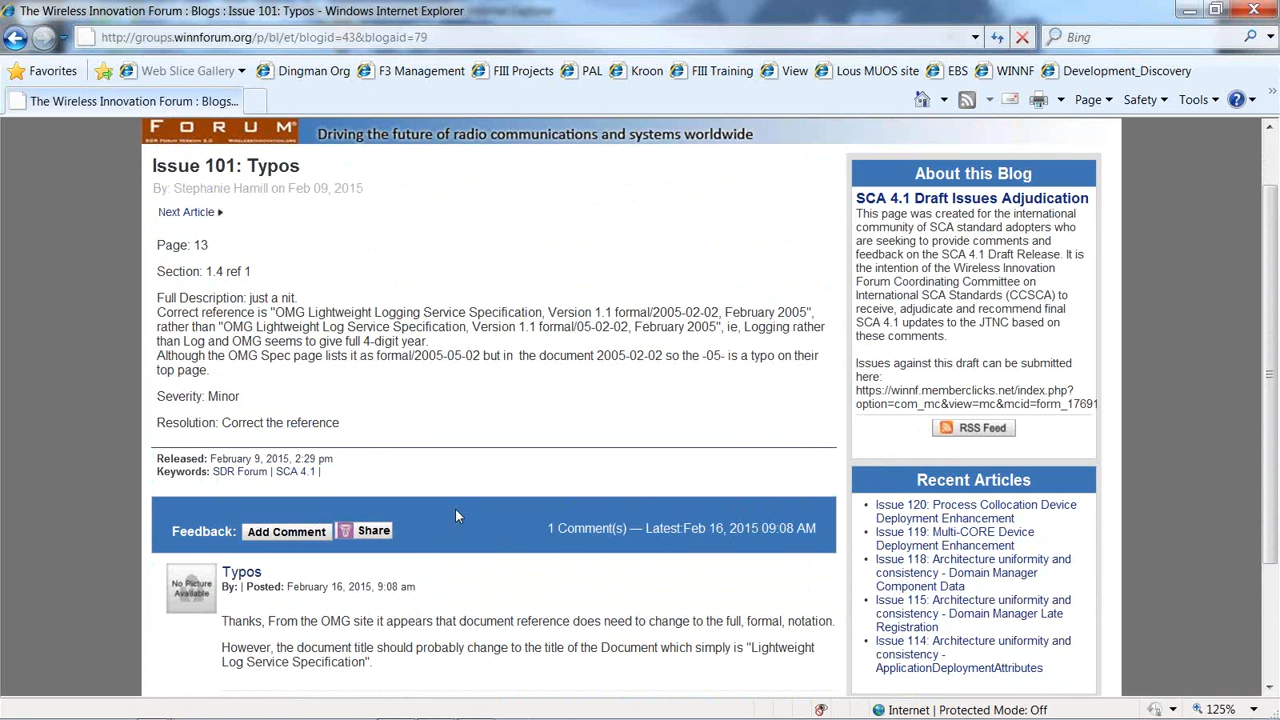 The Wireless Innovation Forum : Blogs : Issue 101: Typos - Windows Internet Explorer
http://groups.winnforum.org/p/bl/et/blogid=43&blogaid=79
Bing
Favorites
Web Slice Gallery
Dingman Org
F3 Management
FIII Projects
PAL
Kroon
FIII Training
View
Lous MUOS site
EBS
WINNF
Development_Discovery
The Wireless Innovation Forum : Blogs...
Page
Safety
Tools
FORUM
SDR FORUM VERSION 2.0
WIRELESSINNOVATION.ORG
Driving the future of radio communications and systems worldwide
Issue 101: Typos
By: Stephanie Hamill on Feb 09, 2015
Next Article
Page: 13
Section: 1.4 ref 1
Full Description: just a nit.
Correct reference is "OMG Lightweight Logging Service Specification, Version 1.1 formal/2005-02-02, February 2005",
rather than "OMG Lightweight Log Service Specification, Version 1.1 formal/05-02-02, February 2005", ie, Logging rather
than Log and OMG seems to give full 4-digit year.
Although the OMG Spec page lists it as formal/2005-05-02 but in the document 2005-02-02 so the -05- is a typo on their
top page.
Severity: Minor
Resolution: Correct the reference
Released: February 9, 2015, 2:29 pm
Keywords: SDR Forum | SCA 4.1 |
Feedback: Add Comment Share
1 Comment(s) — Latest:Feb 16, 2015 09:08 AM
No Picture
Available
Typos
By: | Posted: February 16, 2015, 9:08 am
Thanks, From the OMG site it appears that document reference does need to change to the full, formal, notation.
However, the document title should probably change to the title of the Document which simply is "Lightweight
Log Service Specification".
About this Blog
SCA 4.1 Draft Issues Adjudication
This page was created for the international
community of SCA standard adopters who
are seeking to provide comments and
feedback on the SCA 4.1 Draft Release. It is
the intention of the Wireless Innovation
Forum Coordinating Committee on
International SCA Standards (CCSCA) to
receive, adjudicate and recommend final
SCA 4.1 updates to the JTNC based on
these comments.
Issues against this draft can be submitted
here:
https://winnf.memberclicks.net/index.php?
option=com_mc&view=mc&mcid=form_17691
RSS Feed
Recent Articles
Issue 120: Process Collocation Device
Deployment Enhancement
Issue 119: Multi-CORE Device
Deployment Enhancement
Issue 118: Architecture uniformity and
consistency - Domain Manager
Component Data
Issue 115: Architecture uniformity and
consistency - Domain Manager Late
Registration
Issue 114: Architecture uniformity and
consistency -
ApplicationDeploymentAttributes
Internet | Protected Mode: Off
125%